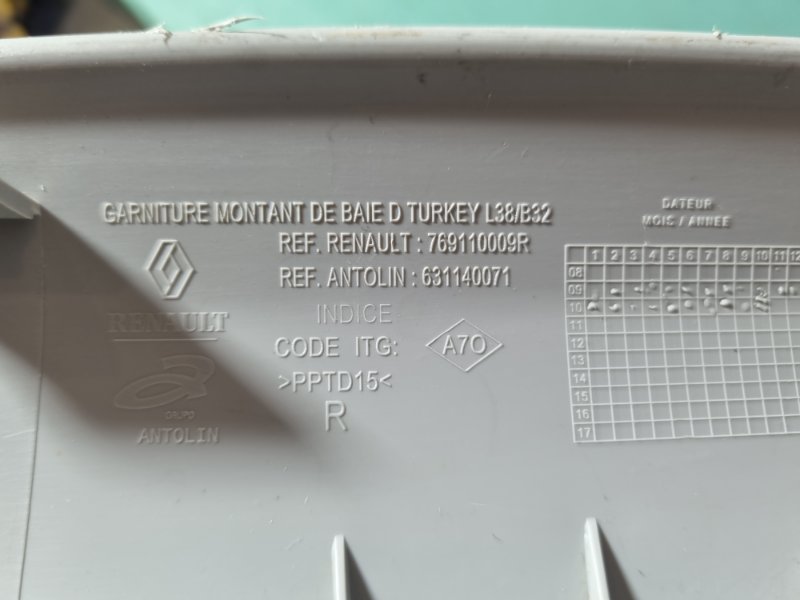 GARNITURE MONTANT DE BAIE D TURKEY L38/B32
REF. RENAULT : 769110009R
REF. ANTOLIN : 631140071
INDICE
CODE ITG: A70
>PPTD15<
R
RENAULT
GRUPO
ANTOLIN
DATEUR
MOIS / ANNEE
1 2 3 4 5 6 7 8 9 10 11 12
08
09
10
11
12
13
14
15
16
17